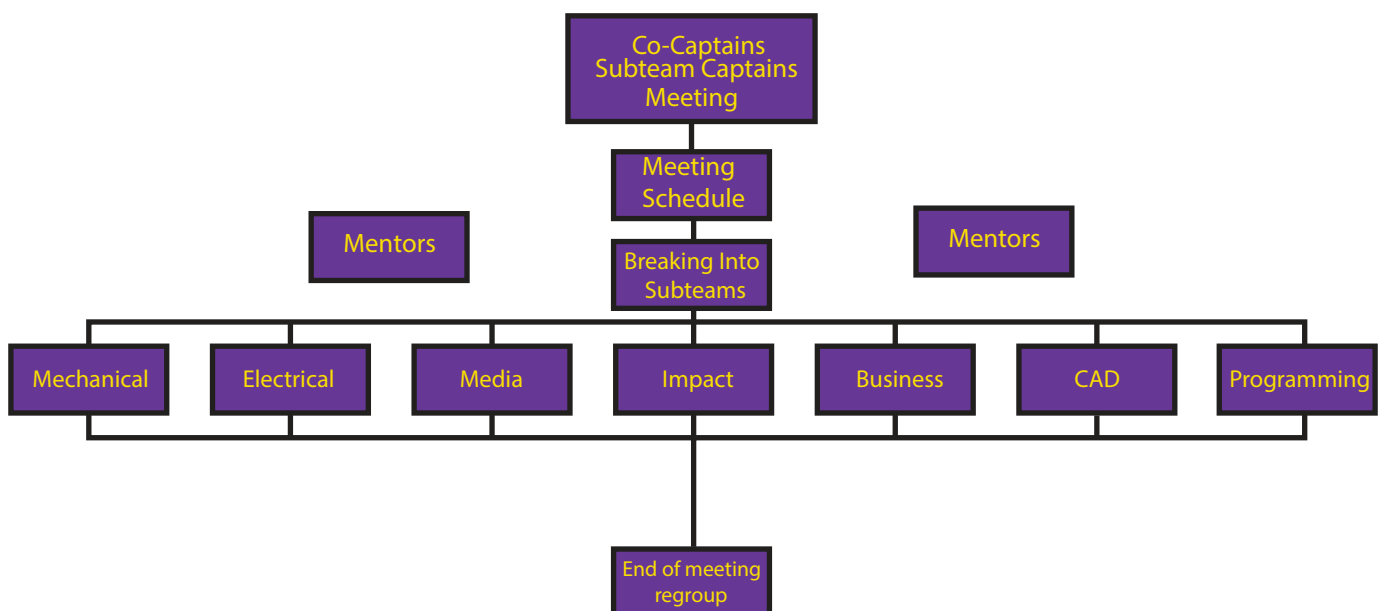 Co-Captains
Subteam Captains
Meeting
Meeting
Schedule
Mentors
Mentors
Breaking Into
Subteams
Mechanical
Electrical
Media
Impact
Business
CAD
Programming
End of meeting
regroup